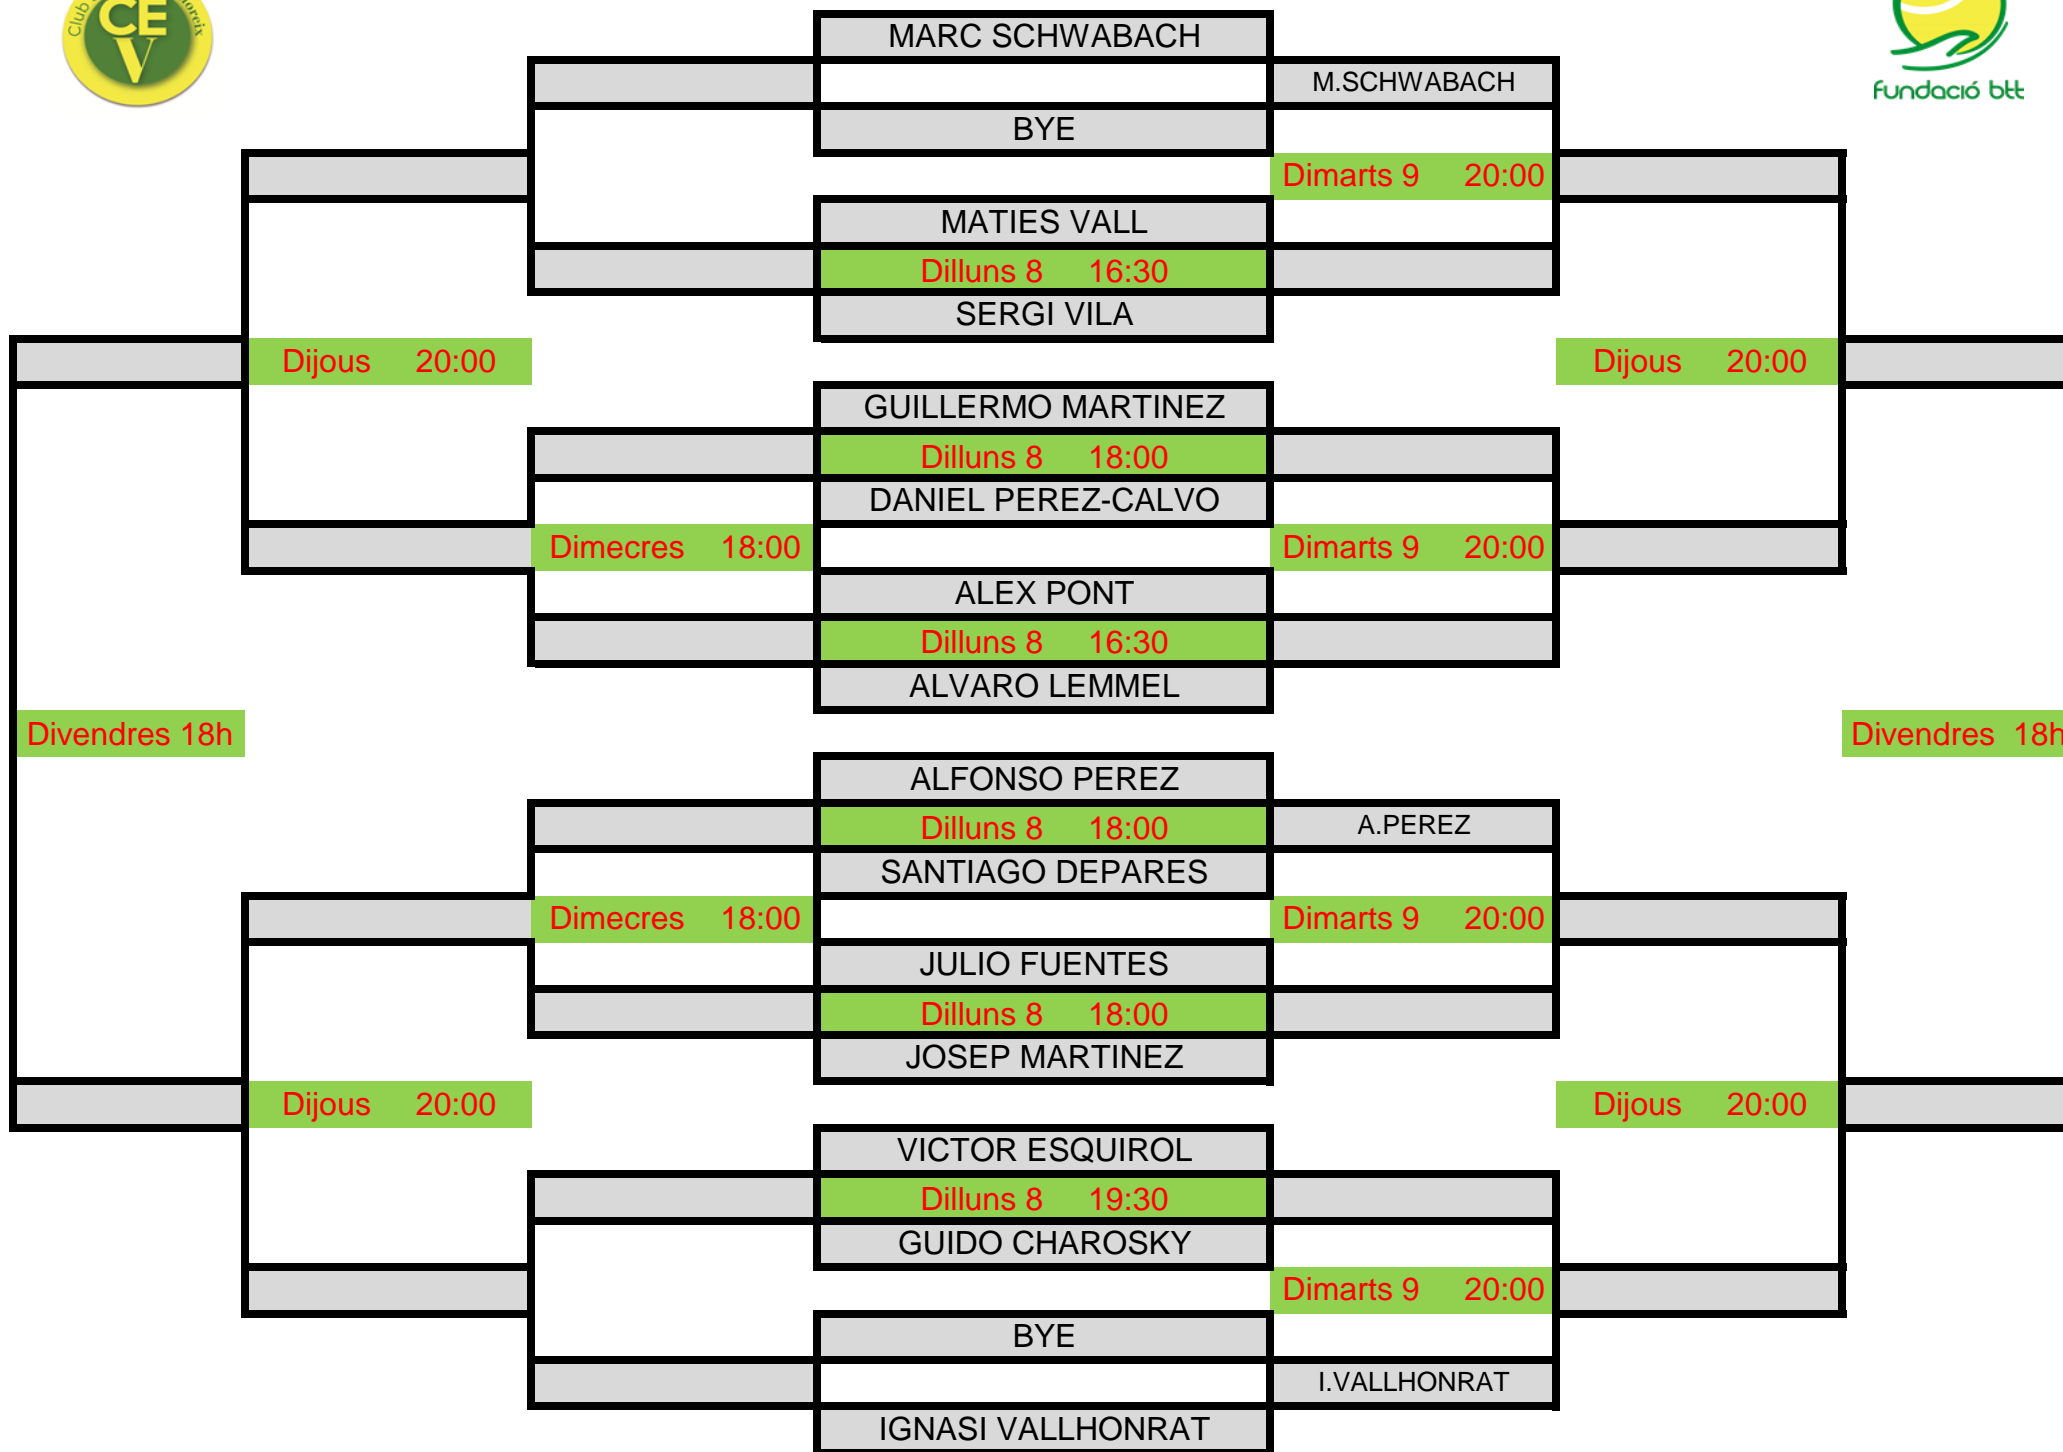 Club
CE
V
MARC SCHWABACH
M.SCHWABACH
fundació btt
BYE
Dimarts 9 20:00
MATIES VALL
Dilluns 8 16:30
SERGI VILA
Dijous 20:00
Dijous 20:00
GUILLERMO MARTINEZ
Dilluns 8 18:00
DANIEL PEREZ-CALVO
Dimecres 18:00
Dimarts 9 20:00
ALEX PONT
Dilluns 8 16:30
ALVARO LEMMEL
Divendres 18h
Divendres 18h
ALFONSO PEREZ
Dilluns 8 18:00
A.PEREZ
SANTIAGO DEPARES
Dimecres 18:00
Dimarts 9 20:00
JULIO FUENTES
Dilluns 8 18:00
JOSEP MARTINEZ
Dijous 20:00
Dijous 20:00
VICTOR ESQUIROL
Dilluns 8 19:30
GUIDO CHAROSKY
Dimarts 9 20:00
BYE
I.VALLHONRAT
IGNASI VALLHONRAT